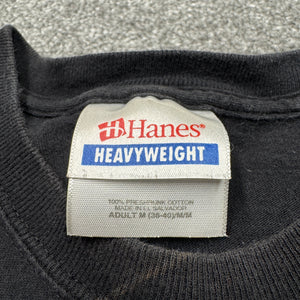 Hanes®
HEAVYWEIGHT
100% PRESHRUNK COTTON
MADE IN EL SALVADOR
ADULT M (38-40)/M/M